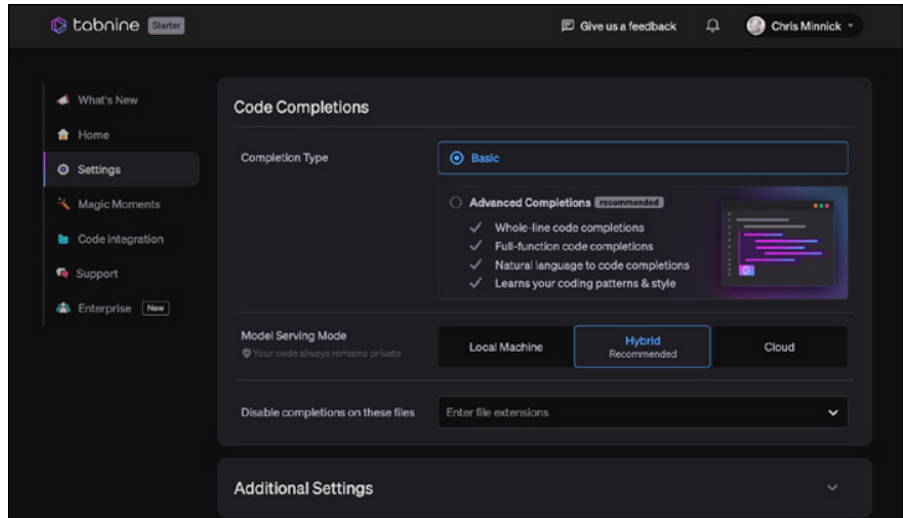 tabnine Starter
Give us a feedback
Chris Minnick
What's New
Home
Settings
Magic Moments
Code integration
Support
Enterprise New
Code Completions
Completion Type
Basic
Advanced Completions recommended
Whole-line code completions
Full-function code completions
Natural language to code completions
Learns your coding patterns & style
Model Serving Mode
Your code always remains private
Local Machine
Hybrid
Recommended
Cloud
Disable completions on these files
Enter file extensions
Additional Settings